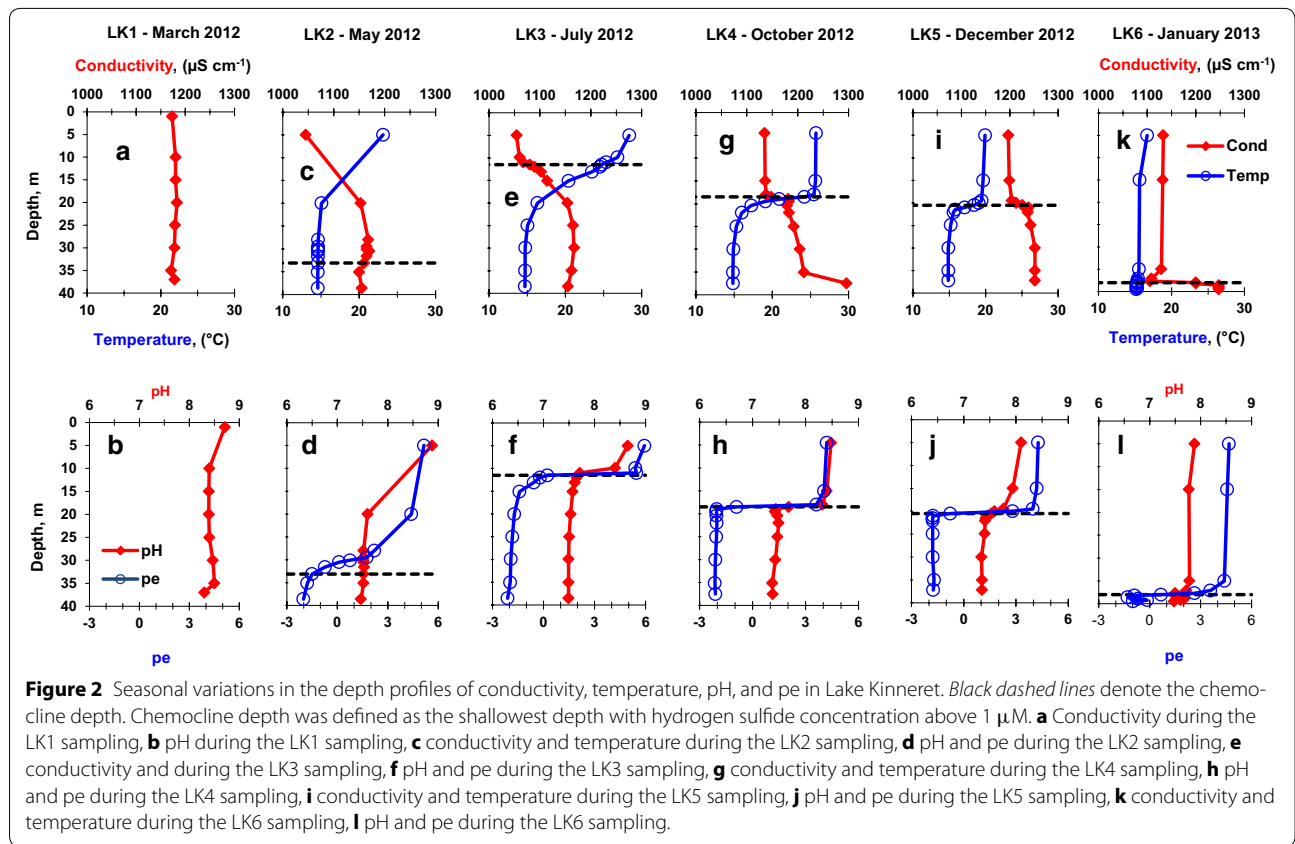 LK1 - March 2012 LK2 - May 2012 LK3 - July 2012 LK4 - October 2012 LK5 - December 2012 LK6 - January 2013
Conductivity, (µS cm-1) Conductivity, (µS cm-1)
1000 1100 1200 1300 1000 1100 1200 1300 1000 1100 1200 1300 1000 1100 1200 1300 1000 1100 1200 1300 1000 1100 1200 1300
0
5
10
15
20
25
30
35
40
Depth, m
a c e g i k
Cond
Temp
10 20 30 10 20 30 10 20 30 10 20 30 10 20 30 10 20 30
Temperature, (°C) Temperature, (°C)
pH pH
6 7 8 9 6 7 8 9 6 7 8 9 6 7 8 9 6 7 8 9 6 7 8 9
0
5
10
15
20
25
30
35
40
Depth, m
b d f h j l
pH
pe
-3 0 3 6 -3 0 3 6 -3 0 3 6 -3 0 3 6 -3 0 3 6 -3 0 3 6
pe pe
Figure 2 Seasonal variations in the depth profiles of conductivity, temperature, pH, and pe in Lake Kinneret. Black dashed lines denote the chemo-
cline depth. Chemocline depth was defined as the shallowest depth with hydrogen sulfide concentration above 1 µM. a Conductivity during the
LK1 sampling, b pH during the LK1 sampling, c conductivity and temperature during the LK2 sampling, d pH and pe during the LK2 sampling, e
conductivity and during the LK3 sampling, f pH and pe during the LK3 sampling, g conductivity and temperature during the LK4 sampling, h pH
and pe during the LK4 sampling, i conductivity and temperature during the LK5 sampling, j pH and pe during the LK5 sampling, k conductivity and
temperature during the LK6 sampling, l pH and pe during the LK6 sampling.